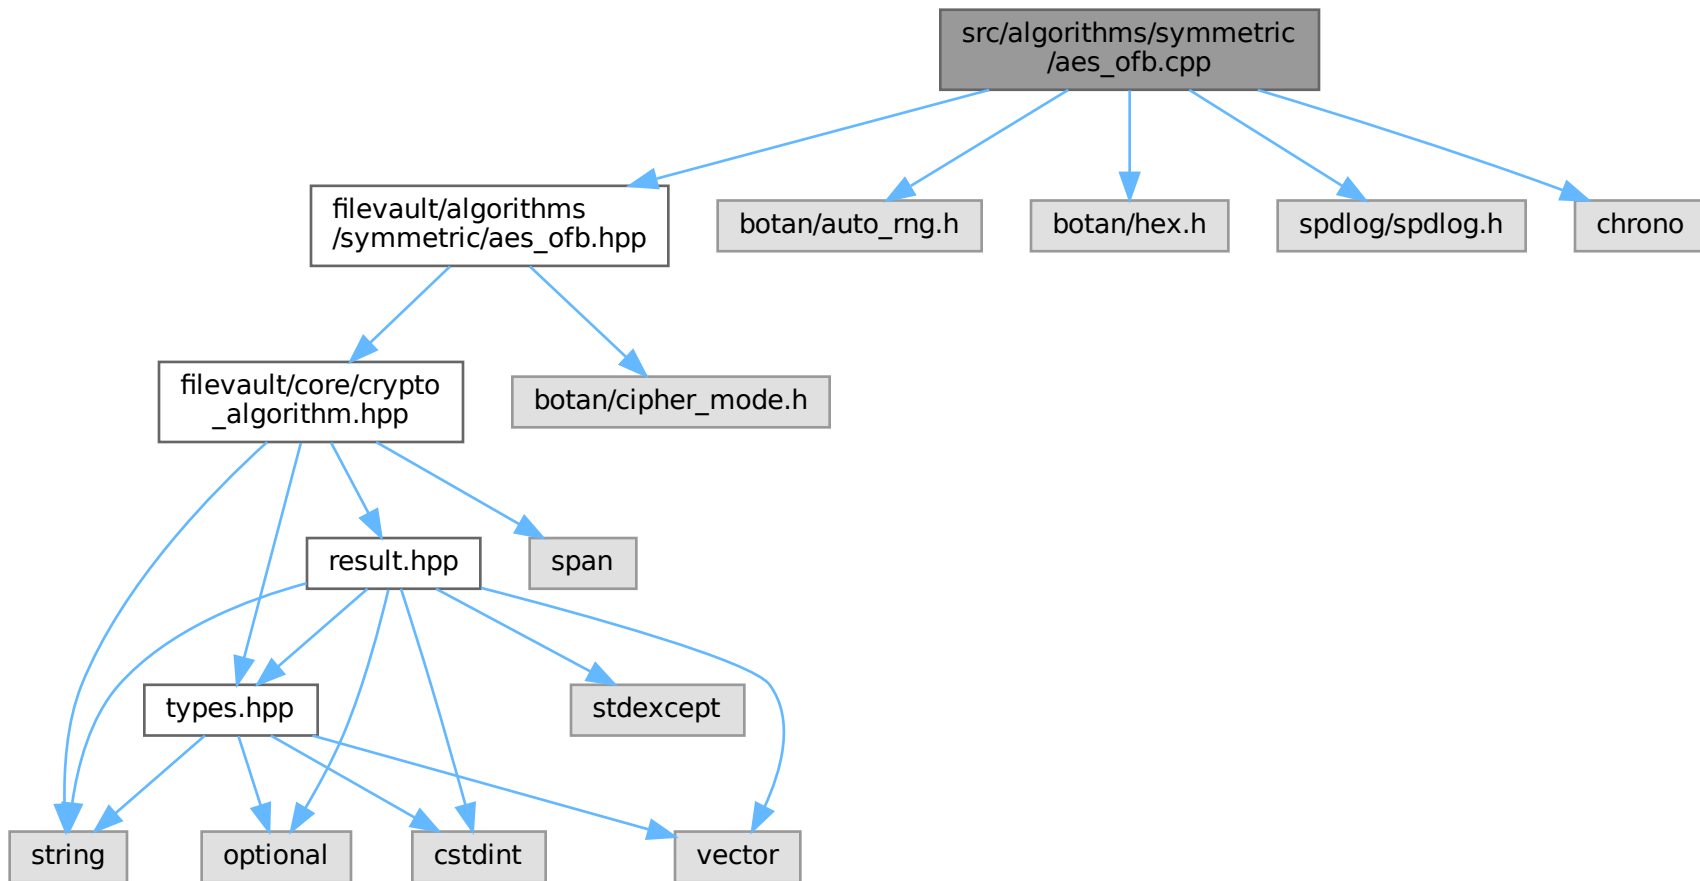 src/algorithms/symmetric
/aes_ofb.cpp
filevault/algorithms
/symmetric/aes_ofb.hpp
botan/auto_rng.h
botan/hex.h
spdlog/spdlog.h
chrono
filevault/core/crypto
_algorithm.hpp
botan/cipher_mode.h
result.hpp
span
types.hpp
stdexcept
string
optional
cstdint
vector